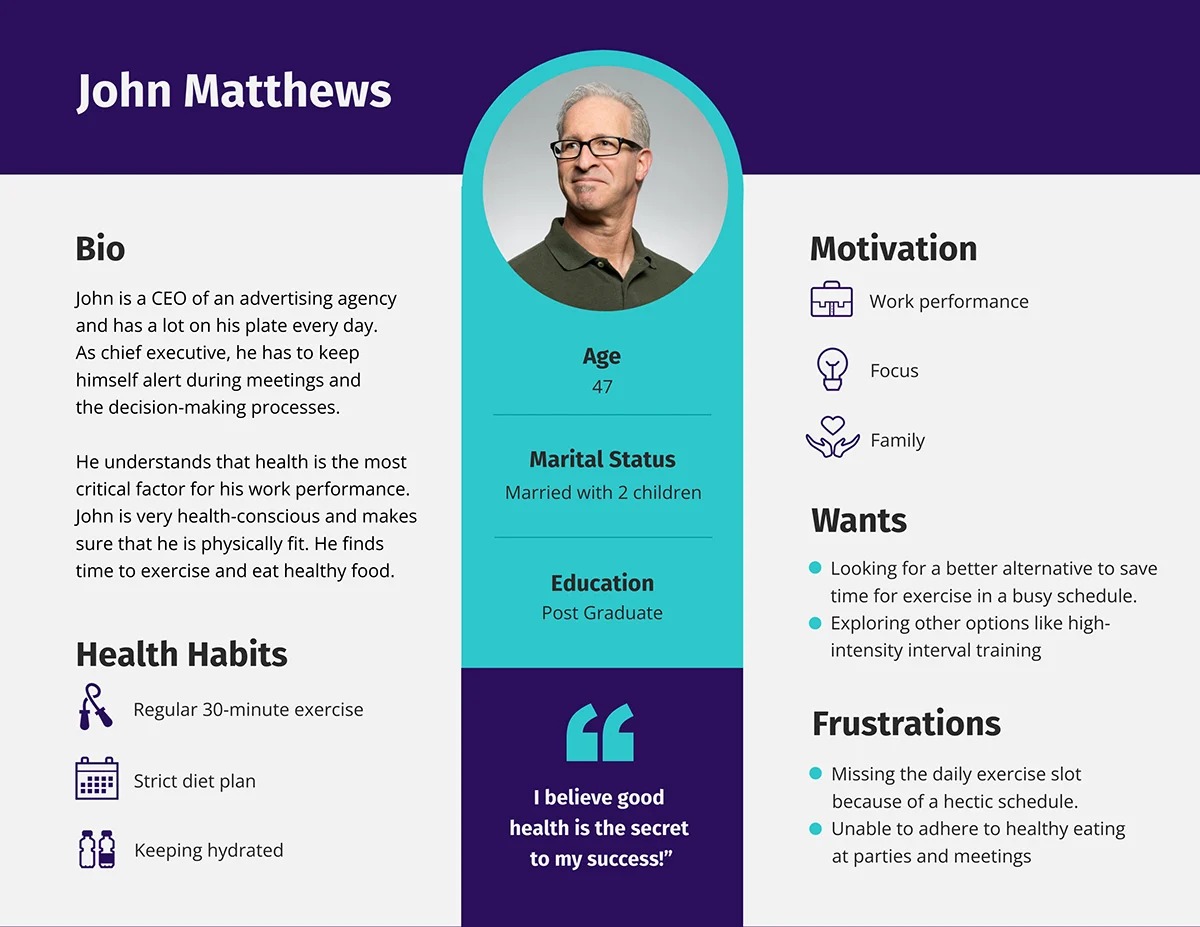 John Matthews
Bio
John is a CEO of an advertising agency
and has a lot on his plate every day.
As chief executive, he has to keep
himself alert during meetings and
the decision-making processes.
He understands that health is the most
critical factor for his work performance.
John is very health-conscious and makes
sure that he is physically fit. He finds
time to exercise and eat healthy food.
Health Habits
Regular 30-minute exercise
Strict diet plan
Keeping hydrated
Age
47
Marital Status
Married with 2 children
Education
Post Graduate
“
I believe good
health is the secret
to my success!”
Motivation
Work performance
Focus
Family
Wants
Looking for a better alternative to save
time for exercise in a busy schedule.
Exploring other options like high-
intensity interval training
Frustrations
Missing the daily exercise slot
because of a hectic schedule.
Unable to adhere to healthy eating
at parties and meetings